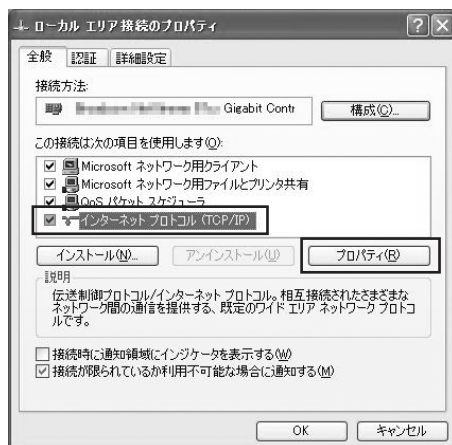 ローカル エリア接続のプロパティ
全般 認証 詳細設定
接続方法:
Gigabit Contr 構成(C)...
この接続は次の項目を使用します(O):
Microsoft ネットワーク用クライアント
Microsoft ネットワーク用ファイルとプリンタ共有
QoS パケット スケジューラ
インターネット プロトコル (TCP/IP)
インストール(N)... アンインストール(U) プロパティ(R)
説明
伝送制御プロトコル/インターネット プロトコル。相互接続されたさまざまな
ネットワーク間の通信を提供する、既定のワイド エリア ネットワーク プロトコ
ルです。
接続時に通知領域にインジケータを表示する(W)
接続が限られているか利用不可能な場合に通知する(M)
OK キャンセル